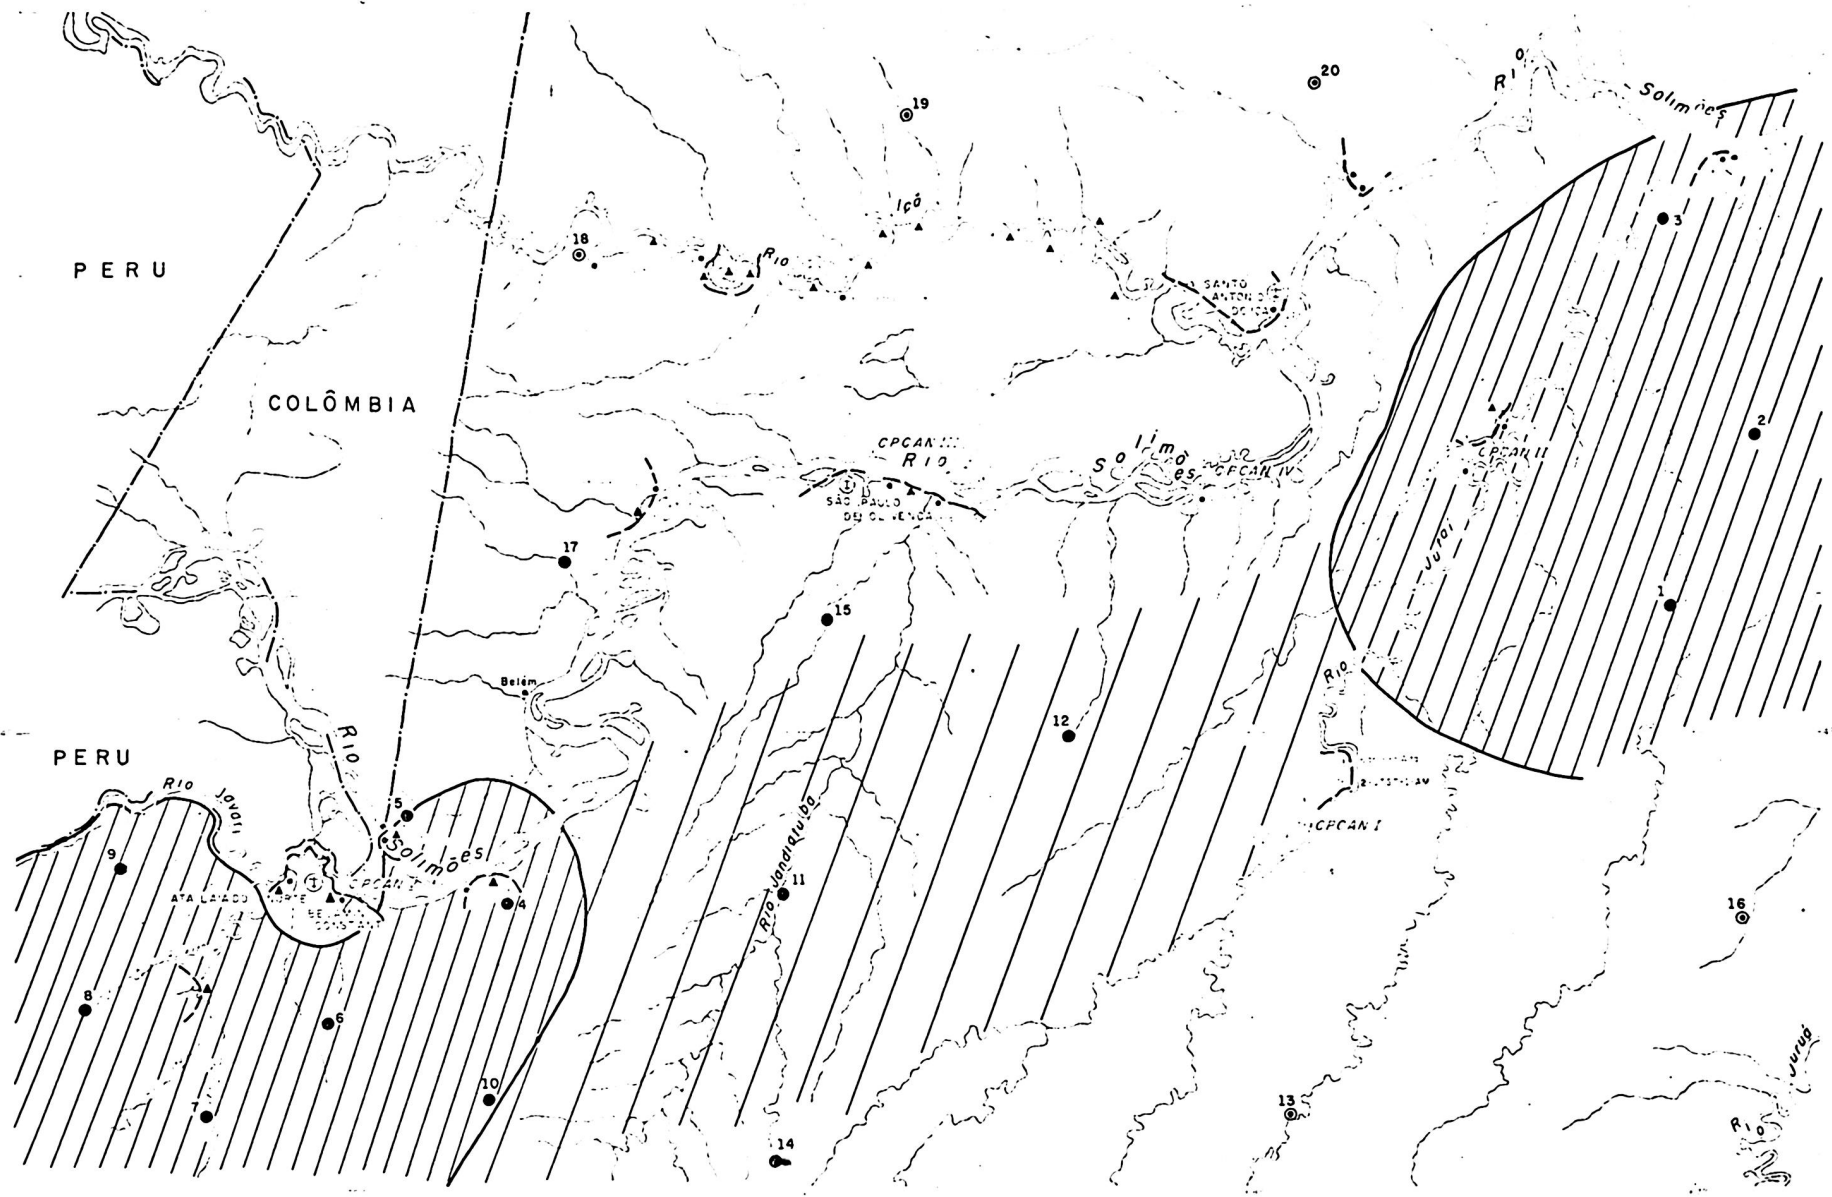 20
RIO
Solimões
19
Içá
3
18
RIO
SANTO
ANTONIO
DO IÇÁ
PERU
COLÔMBIA
2
CPCAN III
RIO
Solimões
CPCAN IV
CPCAN II
SÃO PAULO
DE OLIVENÇA
Jutaí
17
15
1
RIO
Belém
12
RIO
PERU
RIO
Javari
5
Solimões
CPCAN I
9
Jandiatuba
11
RIO
4
CPCAN I
ATALAIA DO NORTE
BENJAMIN
CONSTANT
16
8
6
Juruá
10
7
13
RIO
14